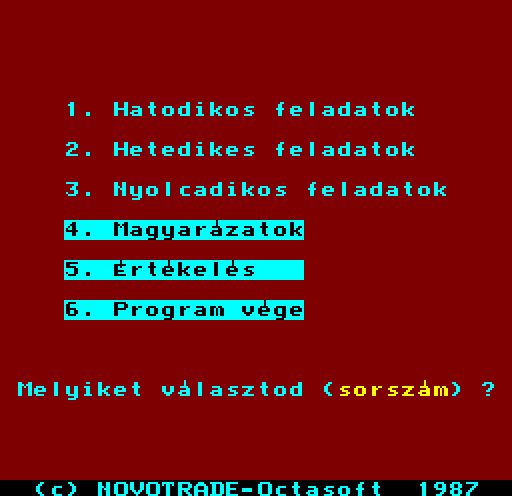 1. Hatodikos feladatok
2. Hetedikes feladatok
3. Nyolcadikos feladatok
4. Magyarázatok
5. Értékelés
6. Program vége
Melyiket választod (sorszám) ?
(c) NOVOTRADE-Octasoft 1987